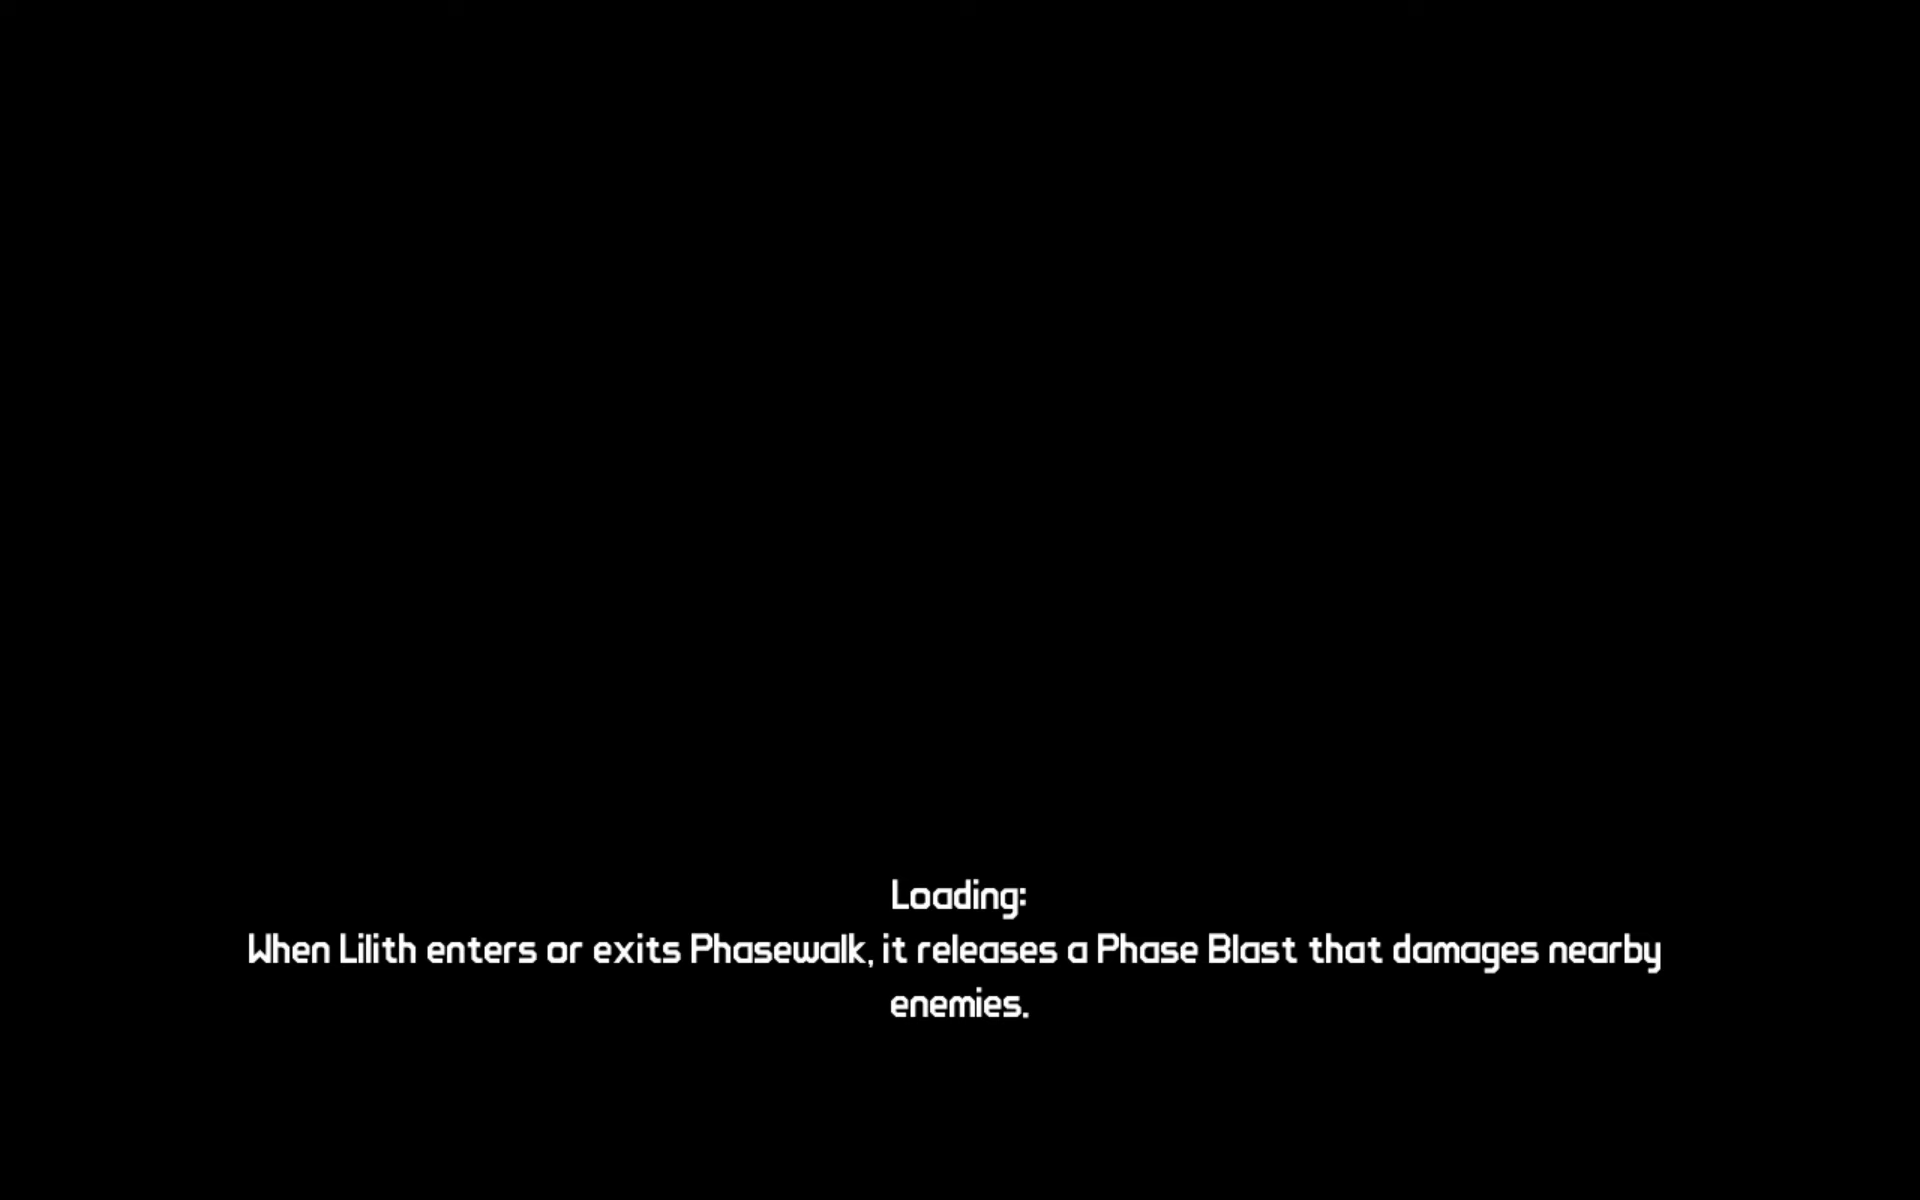 Loading:
When Lilith enters or exits Phasewalk, it releases a Phase Blast that damages nearby
enemies.